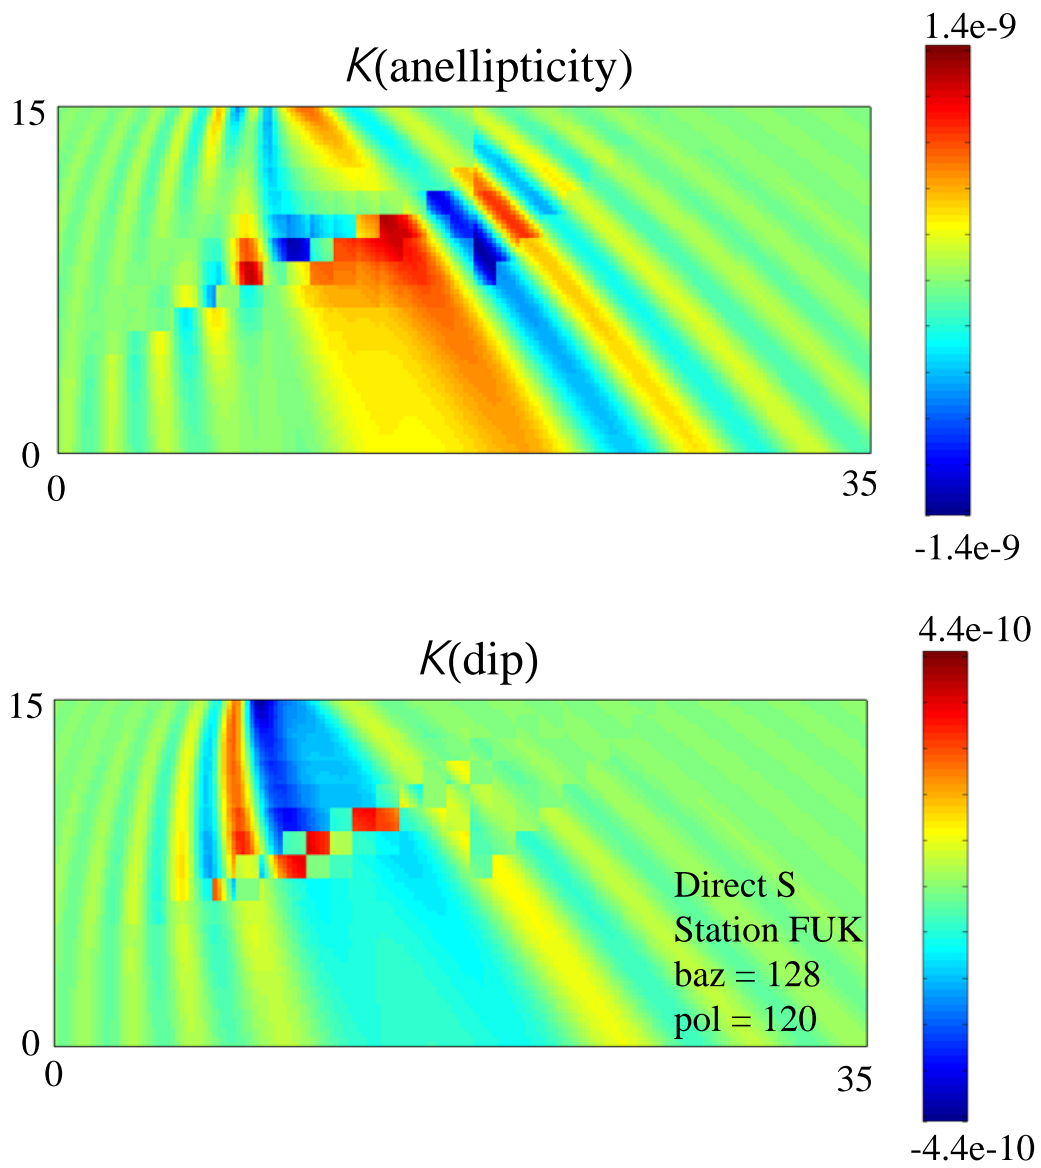 1.4e-9
K(anellipticity)
15
0
0
35
-1.4e-9
4.4e-10
K(dip)
15
Direct S
Station FUK
baz = 128
pol = 120
0
0
35
-4.4e-10